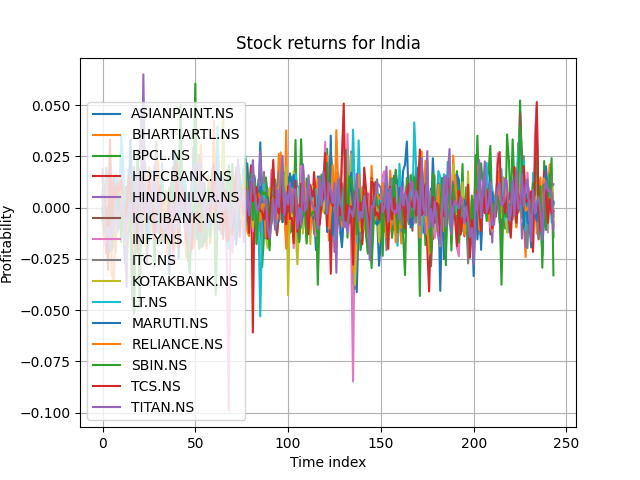 Stock returns for India
Profitability
0.050
0.025
0.000
−0.025
−0.050
−0.075
−0.100
ASIANPAINT.NS
BHARTIARTL.NS
BPCL.NS
HDFCBANK.NS
HINDUNILVR.NS
ICICIBANK.NS
INFY.NS
ITC.NS
KOTAKBANK.NS
LT.NS
MARUTI.NS
RELIANCE.NS
SBIN.NS
TCS.NS
TITAN.NS
0 50 100 150 200 250
Time index